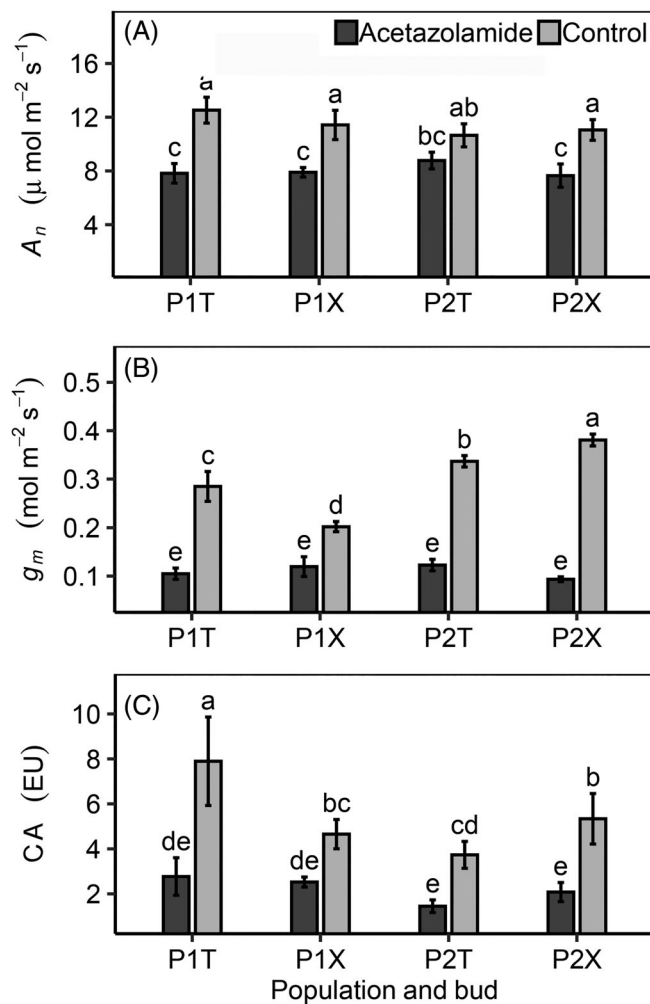 (A) Acetazolamide Control
A_n (μ mol m⁻² s⁻¹)
16
12
8
4
c a c a bc ab c a
P1T P1X P2T P2X
(B)
g_m (mol m⁻² s⁻¹)
0.5
0.4
0.3
0.2
0.1
e c e d e b e a
P1T P1X P2T P2X
(C)
CA (EU)
10
8
6
4
2
de a de bc e cd e b
P1T P1X P2T P2X
Population and bud